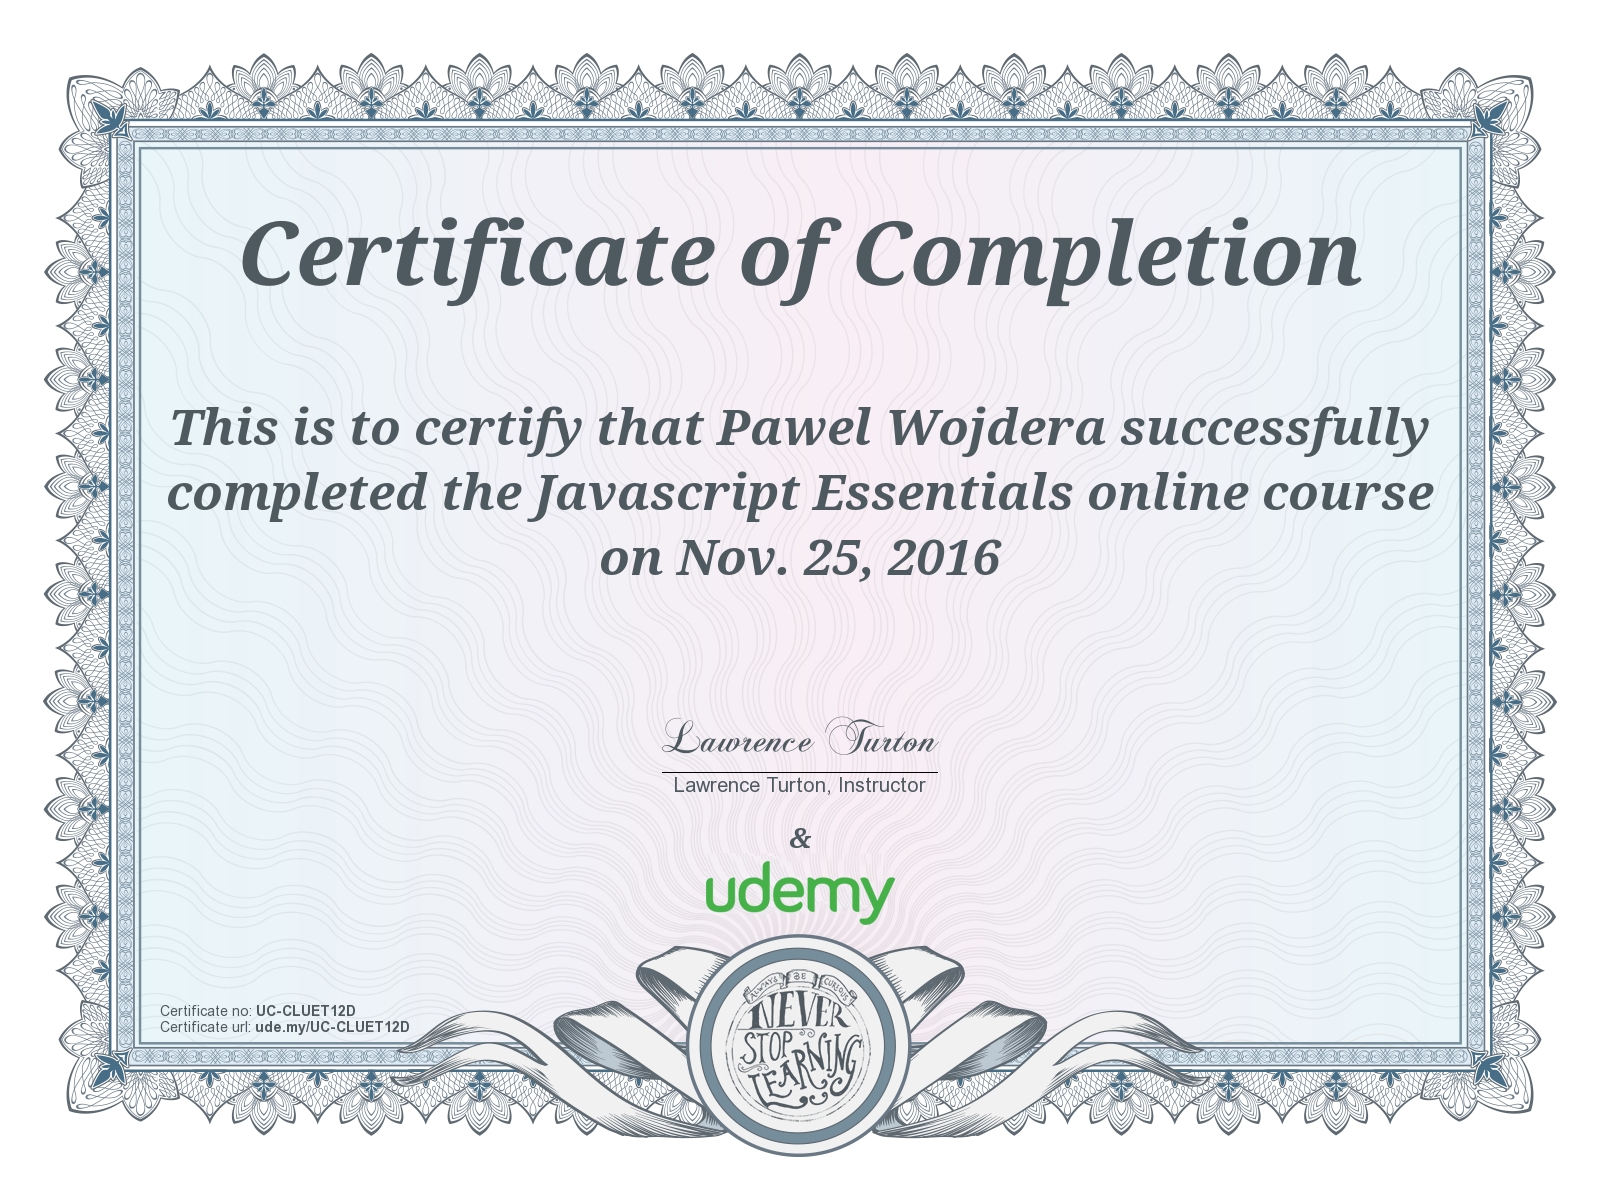 Certificate of Completion
This is to certify that Pawel Wojdera successfully
completed the Javascript Essentials online course
on Nov. 25, 2016
Lawrence Turton
Lawrence Turton, Instructor
&
udemy
Certificate no: UC-CLUET12D
Certificate url: ude.my/UC-CLUET12D
ALWAYS BE CURIOUS
NEVER
STOP
LEARNING